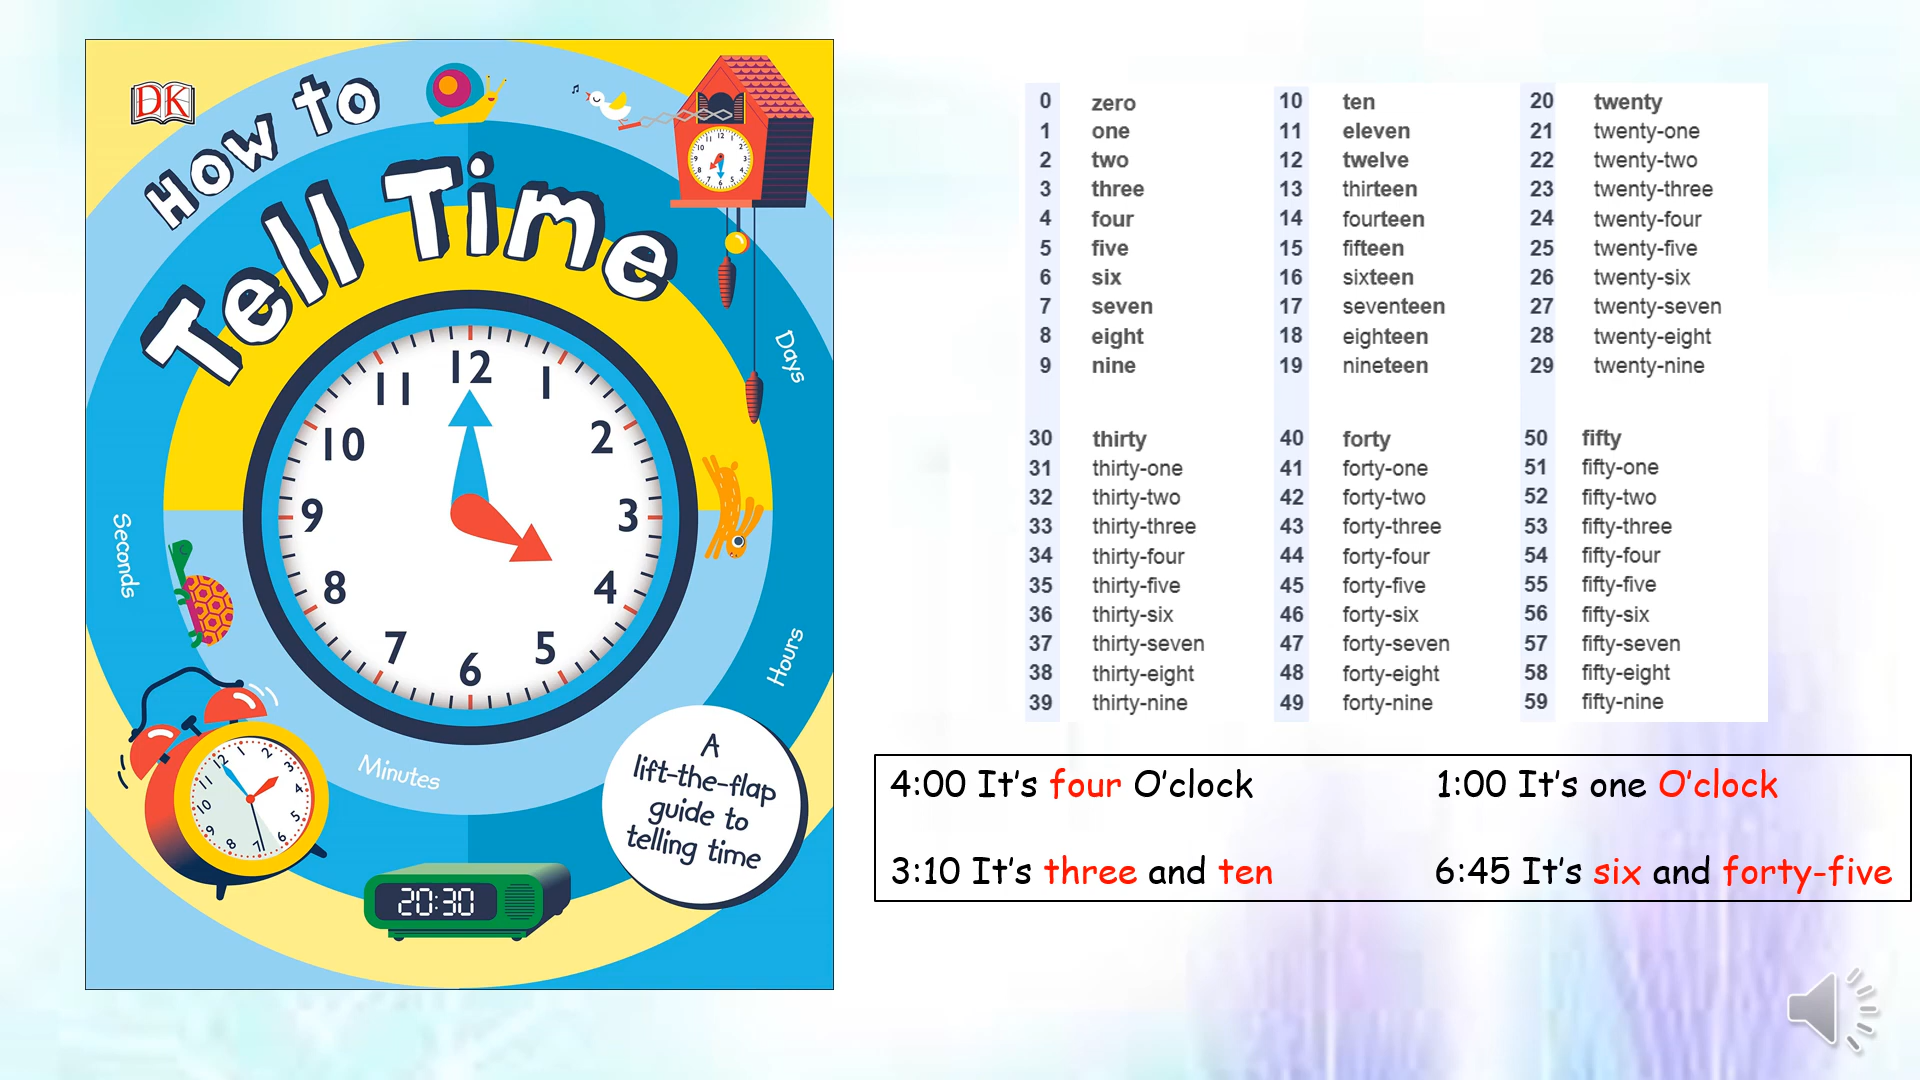 DK
How to
Tell Time
Days
Hours
Minutes
Seconds
12
1
2
3
4
5
6
7
8
9
10
11
20:30
A
lift-the-flap
guide to
telling time
0 zero 10 ten 20 twenty
1 one 11 eleven 21 twenty-one
2 two 12 twelve 22 twenty-two
3 three 13 thirteen 23 twenty-three
4 four 14 fourteen 24 twenty-four
5 five 15 fifteen 25 twenty-five
6 six 16 sixteen 26 twenty-six
7 seven 17 seventeen 27 twenty-seven
8 eight 18 eighteen 28 twenty-eight
9 nine 19 nineteen 29 twenty-nine
30 thirty 40 forty 50 fifty
31 thirty-one 41 forty-one 51 fifty-one
32 thirty-two 42 forty-two 52 fifty-two
33 thirty-three 43 forty-three 53 fifty-three
34 thirty-four 44 forty-four 54 fifty-four
35 thirty-five 45 forty-five 55 fifty-five
36 thirty-six 46 forty-six 56 fifty-six
37 thirty-seven 47 forty-seven 57 fifty-seven
38 thirty-eight 48 forty-eight 58 fifty-eight
39 thirty-nine 49 forty-nine 59 fifty-nine
4:00 It’s four O’clock 1:00 It’s one O’clock
3:10 It’s three and ten 6:45 It’s six and forty-five